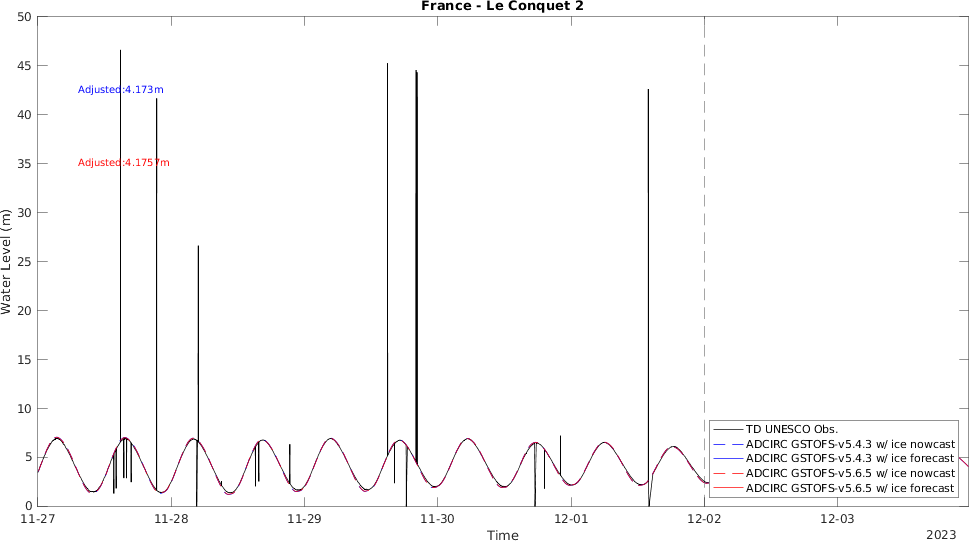 France - Le Conquet 2
50
45
40
35
30
25
20
15
10
5
0
Water Level (m)
Adjusted:4.173m
Adjusted:4.1757m
TD UNESCO Obs.
ADCIRC GSTOFS-v5.4.3 w/ ice nowcast
ADCIRC GSTOFS-v5.4.3 w/ ice forecast
ADCIRC GSTOFS-v5.6.5 w/ ice nowcast
ADCIRC GSTOFS-v5.6.5 w/ ice forecast
11-27 11-28 11-29 11-30 12-01 12-02 12-03
Time
2023